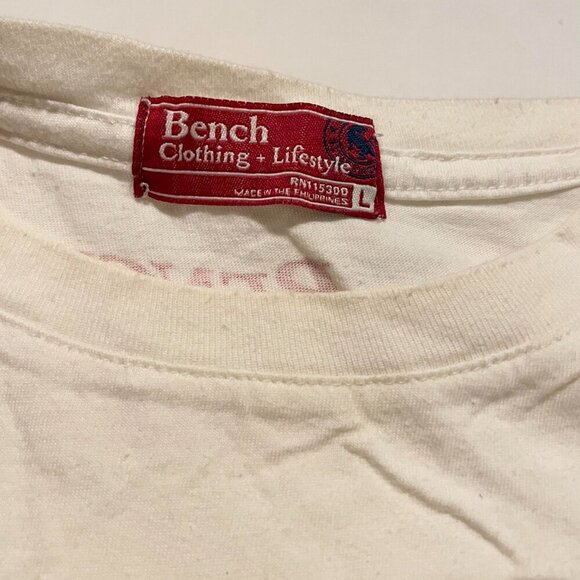 Bench
Clothing + Lifestyle
RN115300
MADE IN THE PHILIPPINES
L